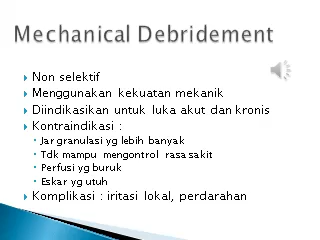 Mechanical Debridement
Non selektif
Menggunakan kekuatan mekanik
Diindikasikan untuk luka akut dan kronis
Kontraindikasi :
Jar granulasi yg lebih banyak
Tdk mampu mengontrol rasa sakit
Perfusi yg buruk
Eskar yg utuh
Komplikasi : iritasi lokal, perdarahan